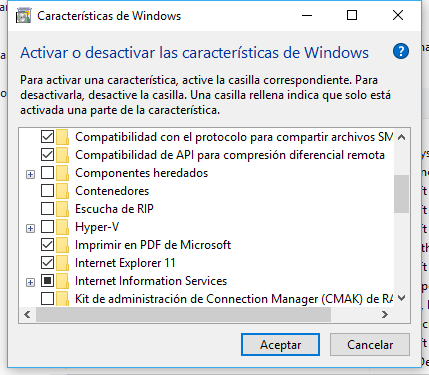 Características de Windows
Activar o desactivar las características de Windows
Para activar una característica, active la casilla correspondiente. Para
desactivarla, desactive la casilla. Una casilla rellena indica que solo está
activada una parte de la característica.
Compatibilidad con el protocolo para compartir archivos SM
Compatibilidad de API para compresión diferencial remota
Componentes heredados
Contenedores
Escucha de RIP
Hyper-V
Imprimir en PDF de Microsoft
Internet Explorer 11
Internet Information Services
Kit de administración de Connection Manager (CMAK) de RA
Aceptar
Cancelar